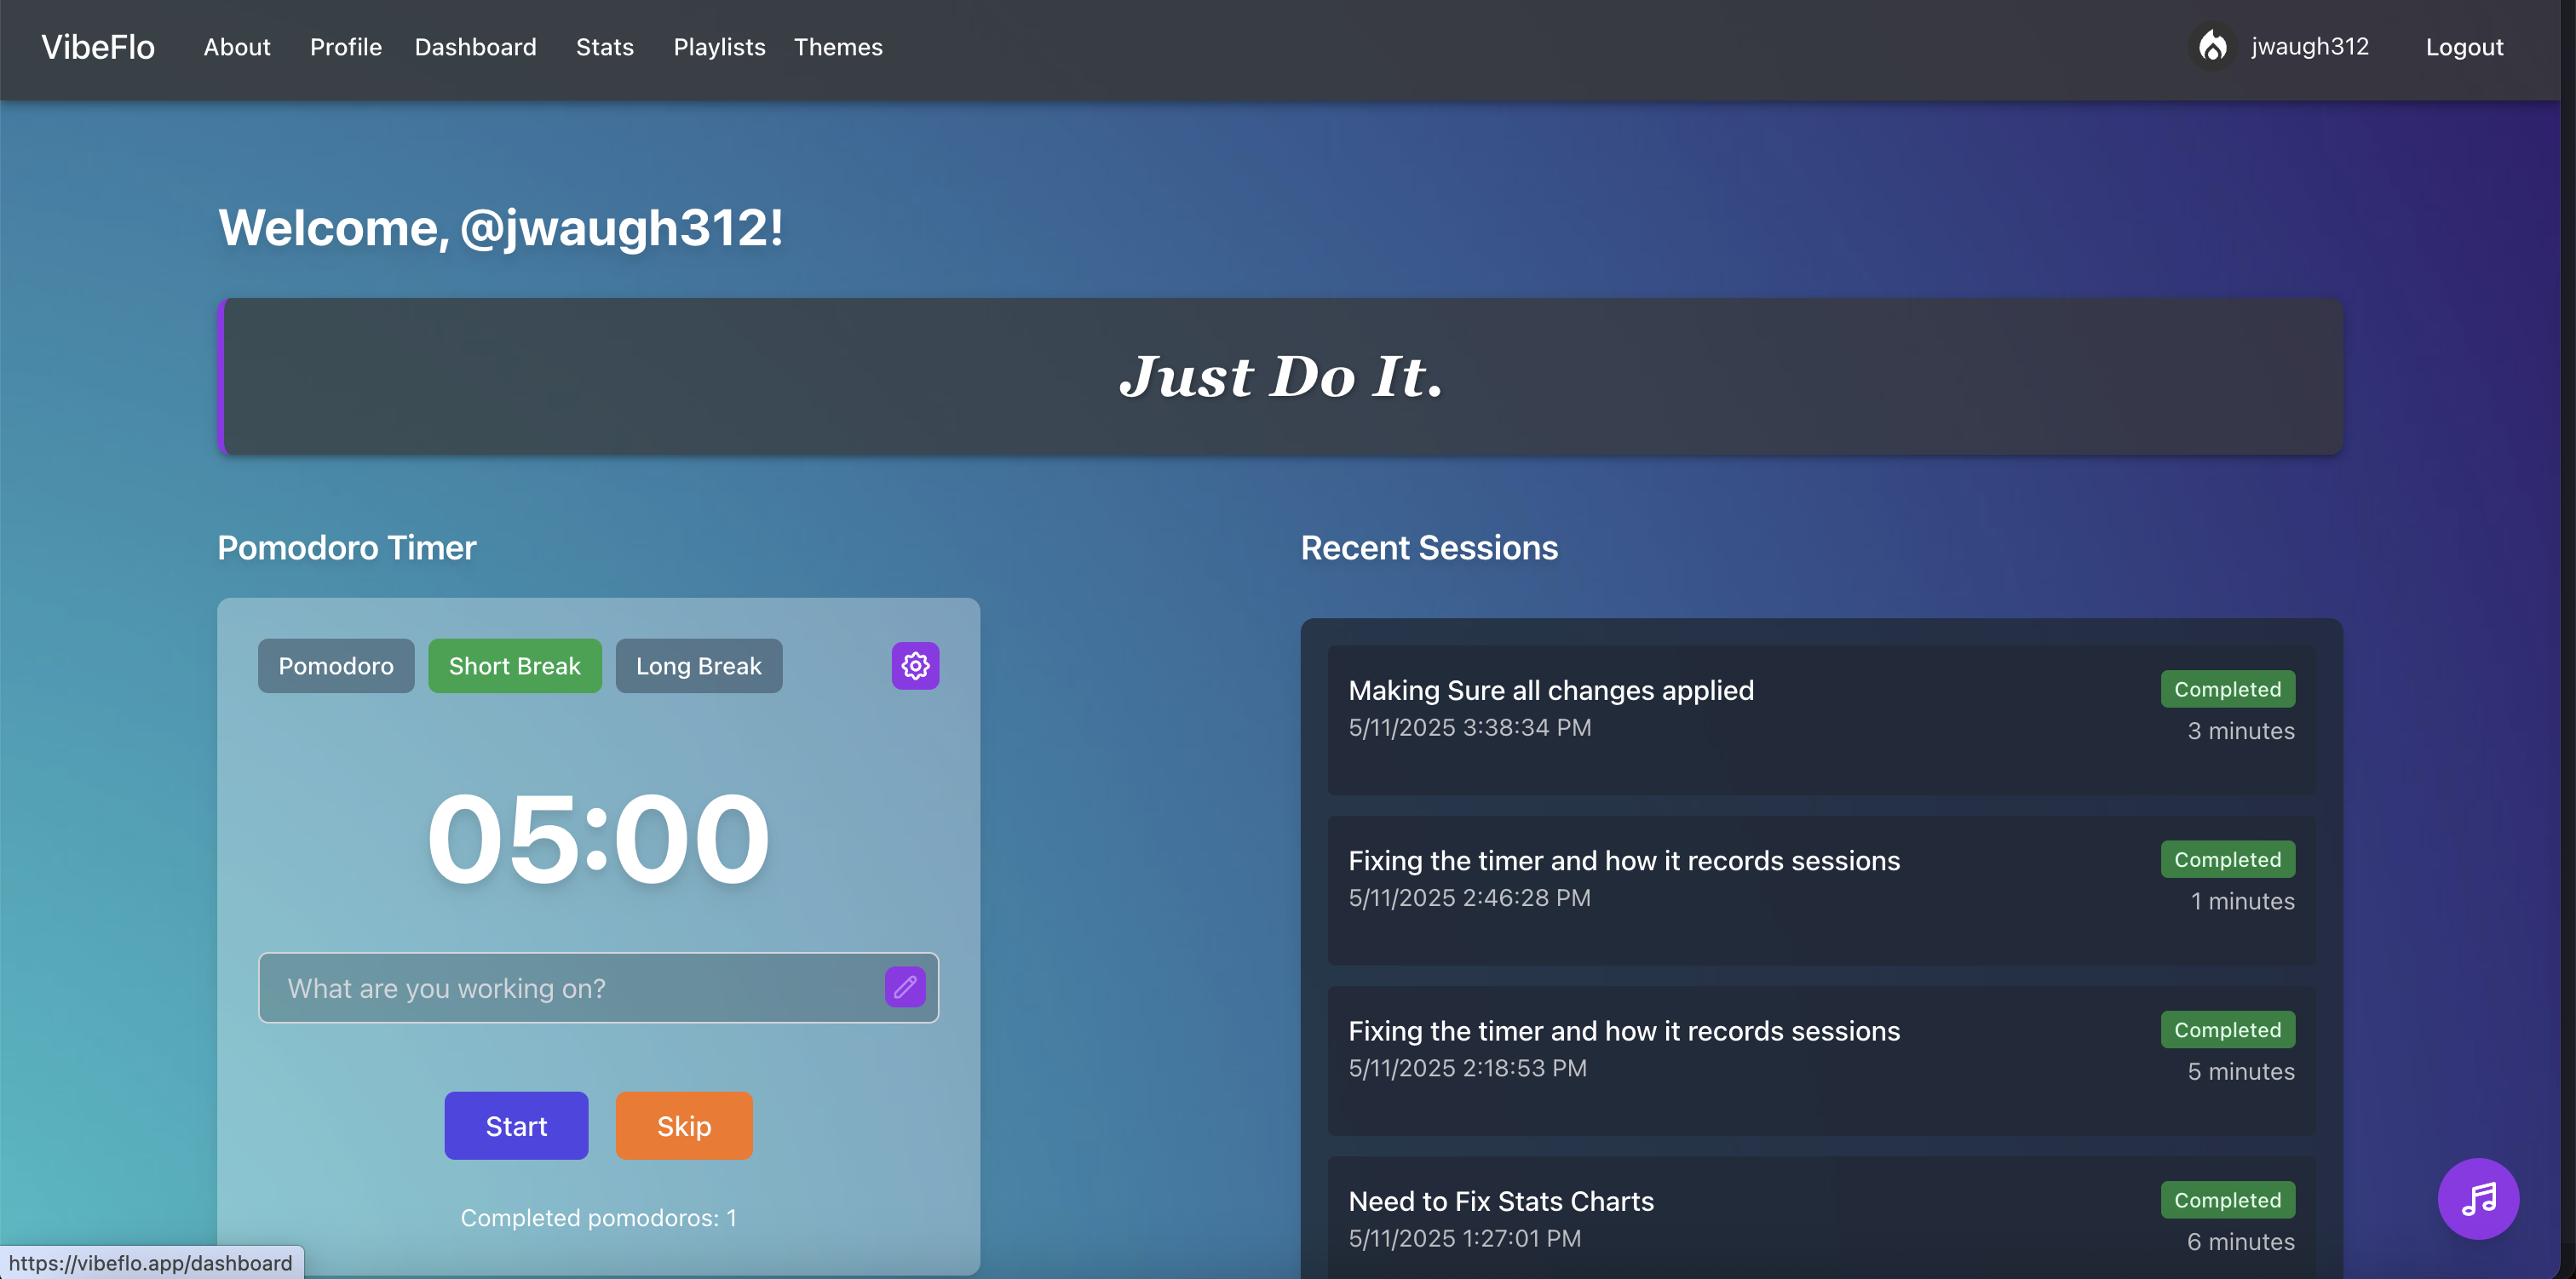 VibeFlo About Profile Dashboard Stats Playlists Themes jwaugh312 Logout
Welcome, @jwaugh312!
Just Do It.
Pomodoro Timer
Pomodoro Short Break Long Break
05:00
What are you working on?
Start Skip
Completed pomodoros: 1
Recent Sessions
Making Sure all changes applied Completed
5/11/2025 3:38:34 PM 3 minutes
Fixing the timer and how it records sessions Completed
5/11/2025 2:46:28 PM 1 minutes
Fixing the timer and how it records sessions Completed
5/11/2025 2:18:53 PM 5 minutes
Need to Fix Stats Charts Completed
5/11/2025 1:27:01 PM 6 minutes
https://vibeflo.app/dashboard